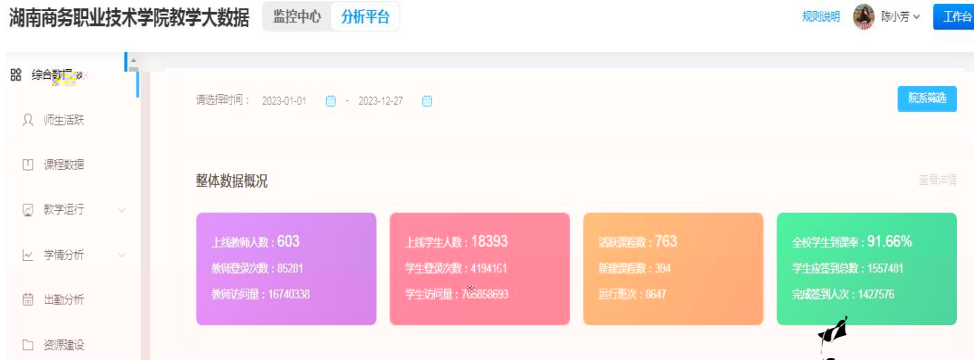 湖南商务职业技术学院教学大数据 监控中心 分析平台 规则说明 陈小芳 工作台
综合数据
师生活跃
课程数据
教学运行
学情分析
出勤分析
资源建设
请选择时间： 2023-01-01 - 2023-12-27 院系筛选
整体数据概况 查看详情
上线教师人数：603
教师登录次数：85281
教师访问量：16740338
上线学生人数：18393
学生登录次数：4194161
学生访问量：765858693
活跃课程数：763
新建课程数：394
运行班次：8647
全校学生到课率：91.66%
学生应签到总数：1557481
完成签到人次：1427576